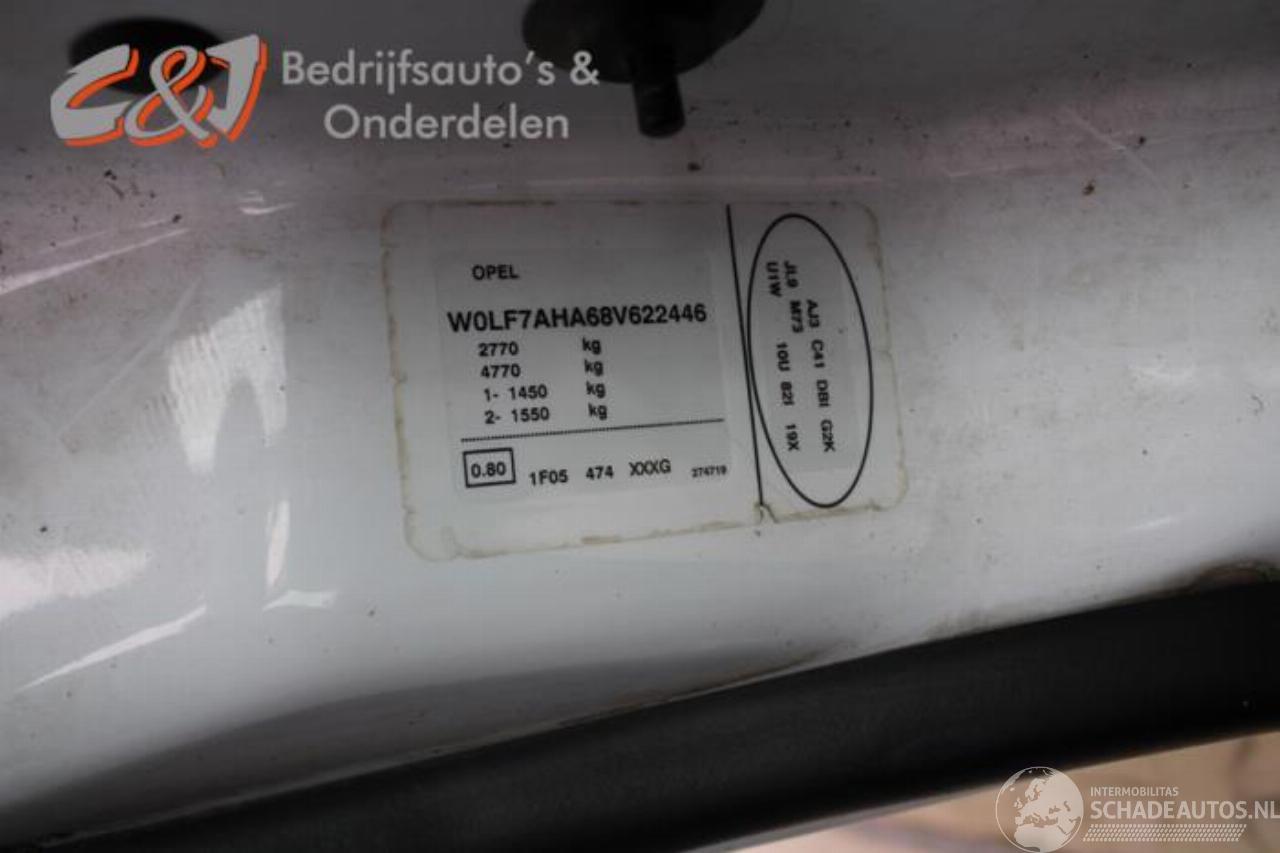 C&J Bedrijfsauto's &
Onderdelen
OPEL
W0LF7AHA68V622446
2770 kg
4770 kg
1- 1450 kg
2- 1550 kg
0.80 1F05 474 XXXG 274719
AJ3 C41 DBI G2K
JL9 M73 10U 82I 19X
U1W
INTERMOBILITAS
SCHADEAUTOS.NL